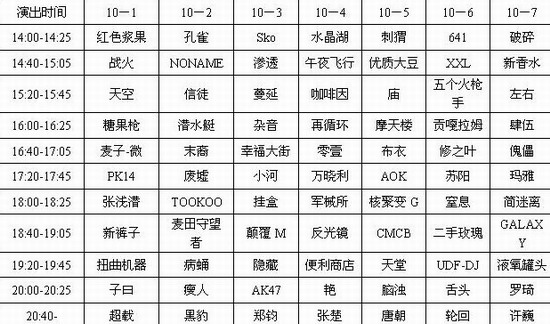 演出时间 10—1 10—2 10—3 10—4 10—5 10—6 10—7
14:00-14:25 红色浆果 孔雀 Sko 水晶湖 刺猬 641 破碎
14:40-15:05 战火 NONAME 渗透 午夜飞行 优质大豆 XXL 新香水
15:20-15:45 天空 信徒 蔓延 咖啡因 庙 五个火枪手 左右
16:00-16:25 糖果枪 潜水艇 杂音 再循环 摩天楼 贡嘎拉姆 肆伍
16:40-17:05 麦子-微 末裔 幸福大街 零壹 布衣 修之叶 傀儡
17:20-17:45 PK14 废墟 小河 万晓利 AOK 苏阳 玛雅
18:00-18:25 张浅潜 TOOKOO 挂盒 军械所 核聚变 G 窒息 简迷离
18:40-19:05 新裤子 麦田守望者 颠覆 M 反光镜 CMCB 二手玫瑰 GALAXY
19:20-19:45 扭曲机器 病蛹 隐藏 便利商店 天堂 UDF-DJ 液氧罐头
20:00-20:25 子曰 瘦人 AK47 艳 脑浊 舌头 罗琦
20:40- 超载 黑豹 郑钧 张楚 唐朝 轮回 许巍